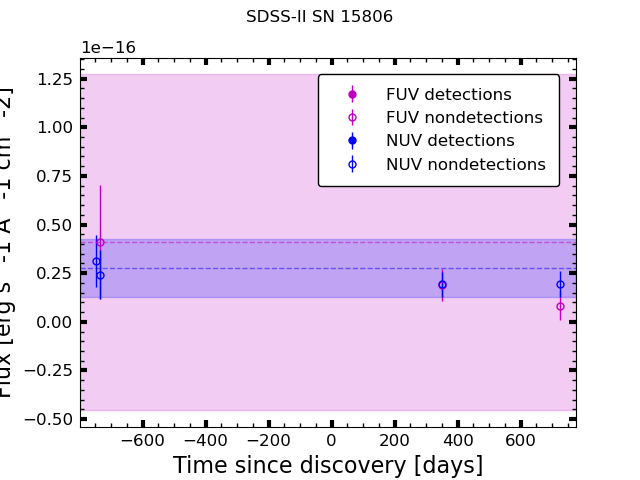 SDSS-II SN 15806
1e−16
1.25
1.00
0.75
0.50
0.25
0.00
−0.25
−0.50
Flux [erg s -1 A -1 cm -2]
FUV detections
FUV nondetections
NUV detections
NUV nondetections
−600 −400 −200 0 200 400 600
Time since discovery [days]